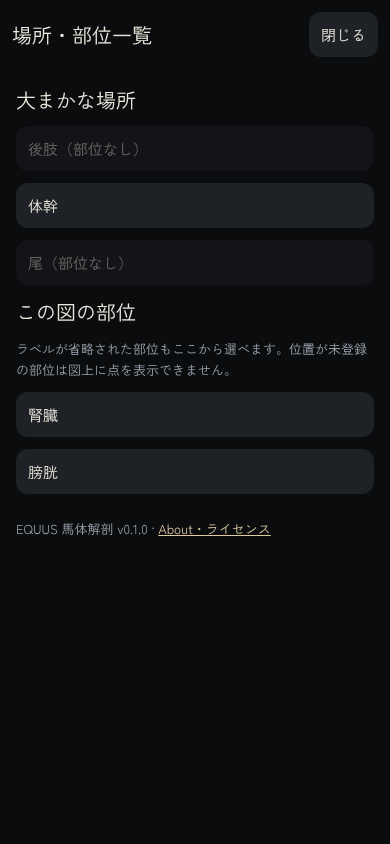 場所・部位一覧
閉じる
大まかな場所
後肢（部位なし）
体幹
尾（部位なし）
この図の部位
ラベルが省略された部位もここから選べます。位置が未登録
の部位は図上に点を表示できません。
腎臓
膀胱
EQUUS 馬体解剖 v0.1.0 · About・ライセンス